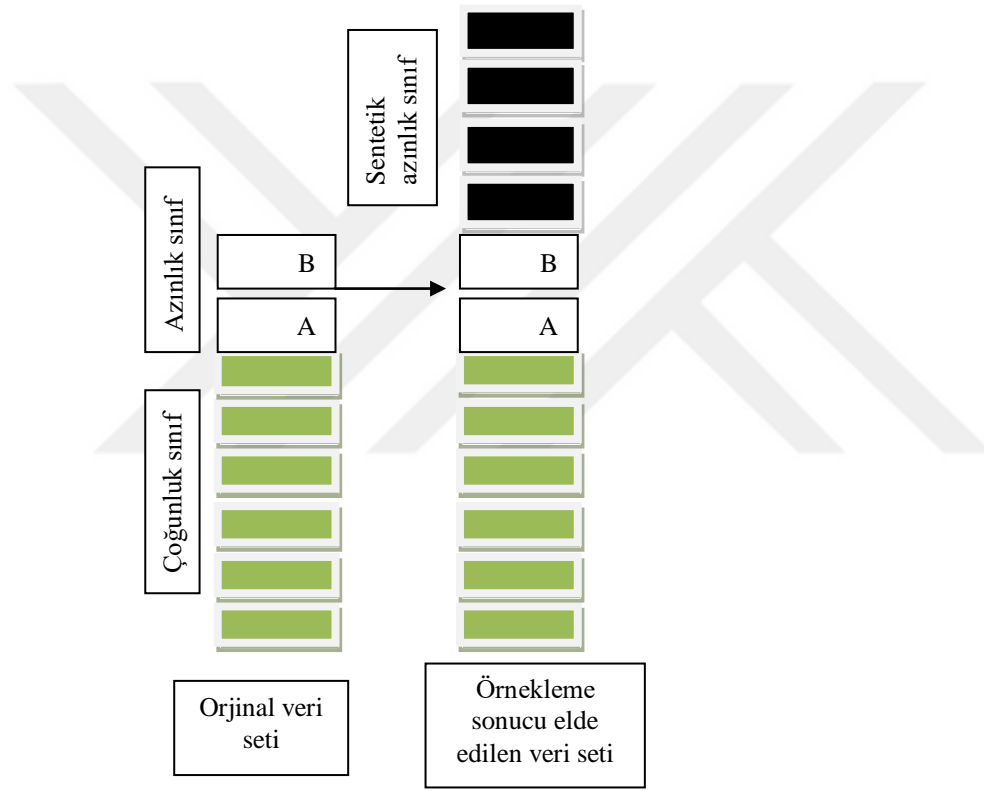 Sentetik
azınlık sınıf
Azınlık sınıf
B
B
A
A
Çoğunluk sınıf
Orjinal veri
seti
Örnekleme
sonucu elde
edilen veri seti